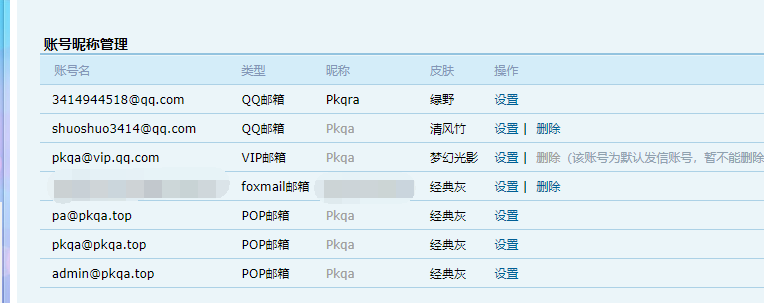 账号昵称管理
账号名 类型 昵称 皮肤 操作
3414944518@qq.com QQ邮箱 Pkqra 绿野 设置
shuoshuo3414@qq.com QQ邮箱 Pkqa 清风竹 设置 | 删除
pkqa@vip.qq.com VIP邮箱 Pkqa 梦幻光影 设置 | 删除（该账号为默认发信账号，暂不能删除
foxmail邮箱 经典灰 设置 | 删除
pa@pkqa.top POP邮箱 Pkqa 经典灰 设置
pkqa@pkqa.top POP邮箱 Pkqa 经典灰 设置
admin@pkqa.top POP邮箱 Pkqa 经典灰 设置